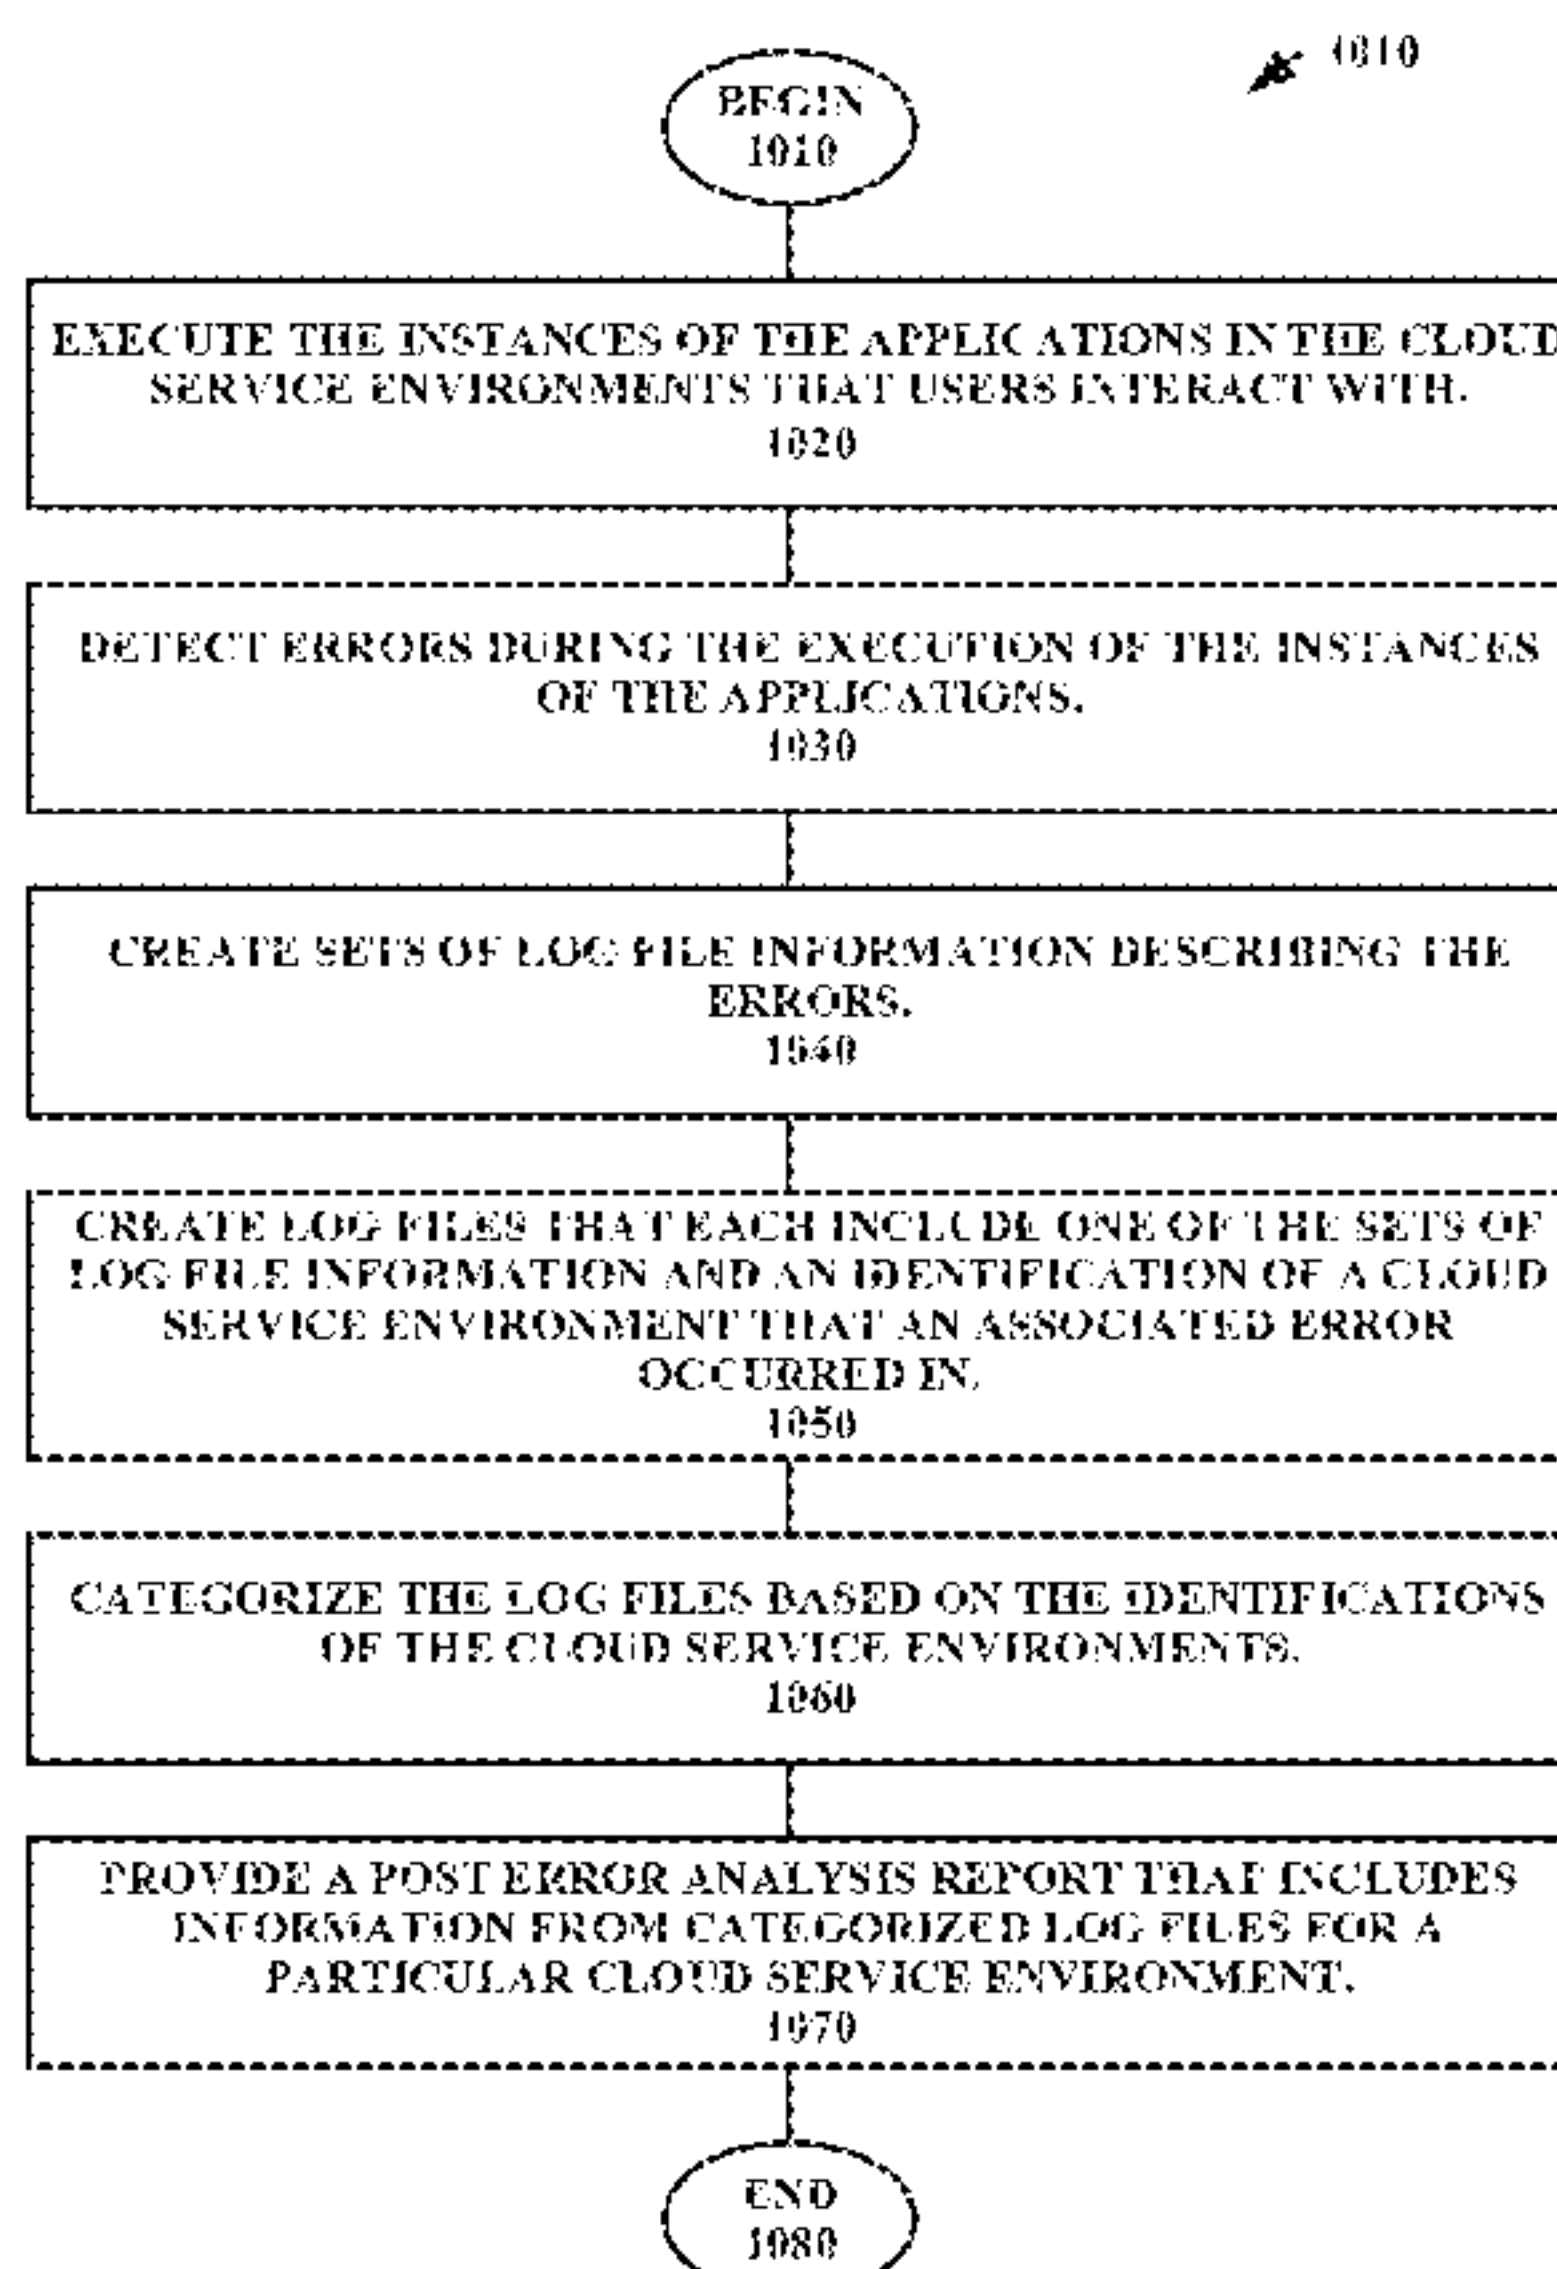 1010
BEGIN
1010
EXECUTE THE INSTANCES OF THE APPLICATIONS IN THE CLOUD
SERVICE ENVIRONMENTS THAT USERS INTERACT WITH.
1020
DETECT ERRORS DURING THE EXECUTION OF THE INSTANCES
OF THE APPLICATIONS.
1030
CREATE SETS OF LOG FILE INFORMATION DESCRIBING THE
ERRORS.
1040
CREATE LOG FILES THAT EACH INCLUDE ONE OF THE SETS OF
LOG FILE INFORMATION AND AN IDENTIFICATION OF A CLOUD
SERVICE ENVIRONMENT THAT AN ASSOCIATED ERROR
OCCURRED IN.
1050
CATEGORIZE THE LOG FILES BASED ON THE IDENTIFICATIONS
OF THE CLOUD SERVICE ENVIRONMENTS.
1060
PROVIDE A POST ERROR ANALYSIS REPORT THAT INCLUDES
INFORMATION FROM CATEGORIZED LOG FILES FOR A
PARTICULAR CLOUD SERVICE ENVIRONMENT.
1070
END
1080